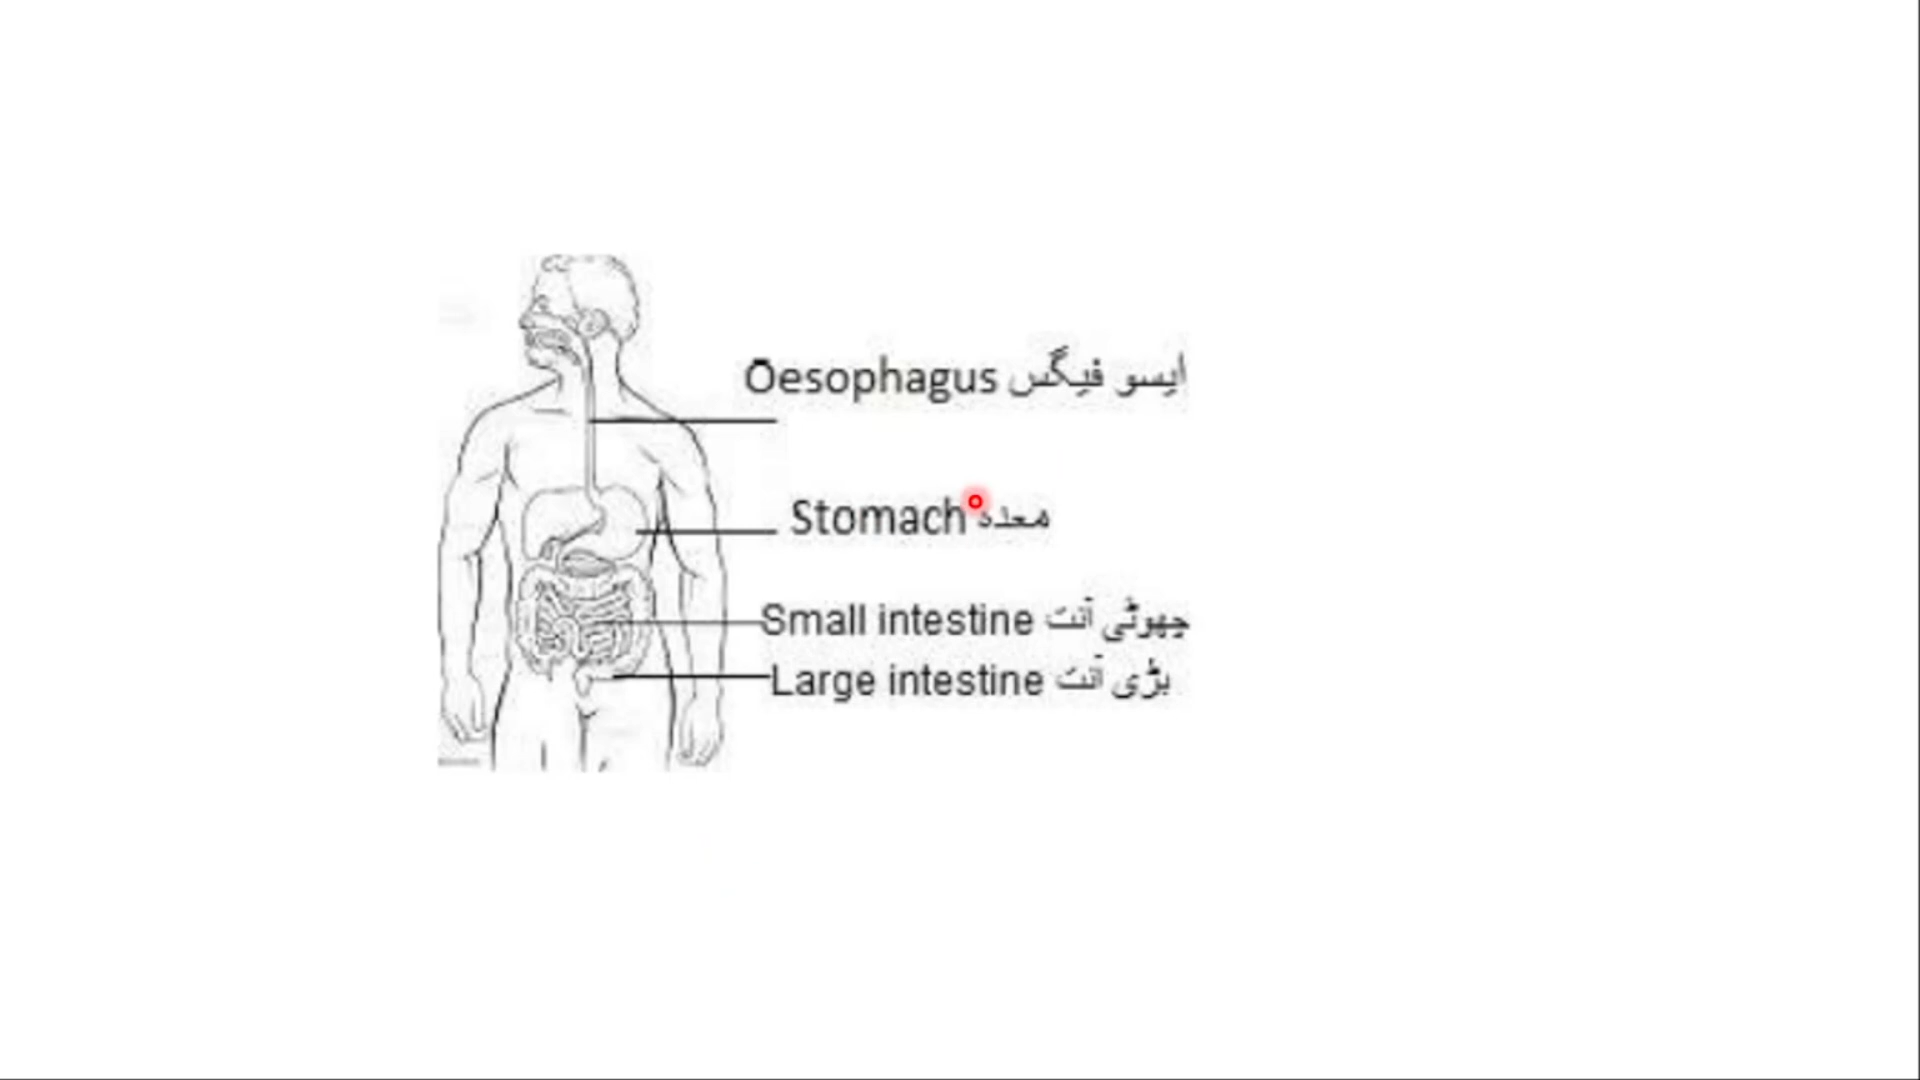 Oesophagus ایسو فیگس
Stomach معدہ
Small intestine چھوٹی آنت
Large intestine بڑی آنت